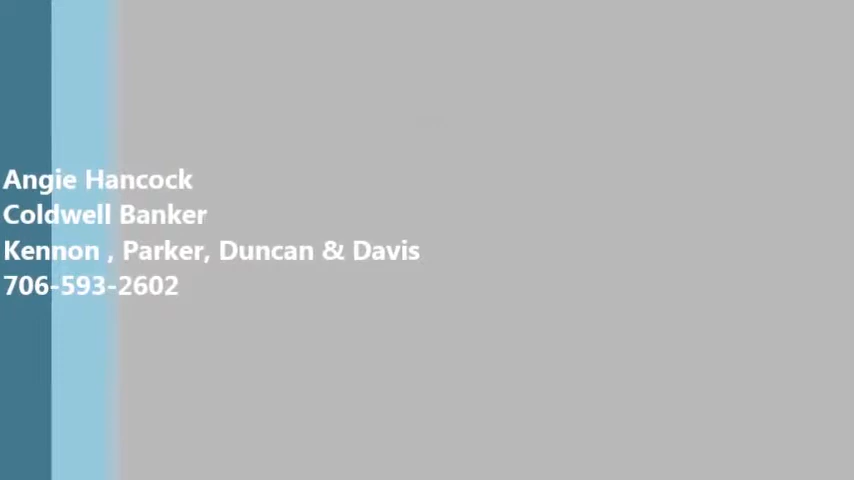 Angie Hancock
Coldwell Banker
Kennon , Parker, Duncan & Davis
706-593-2602